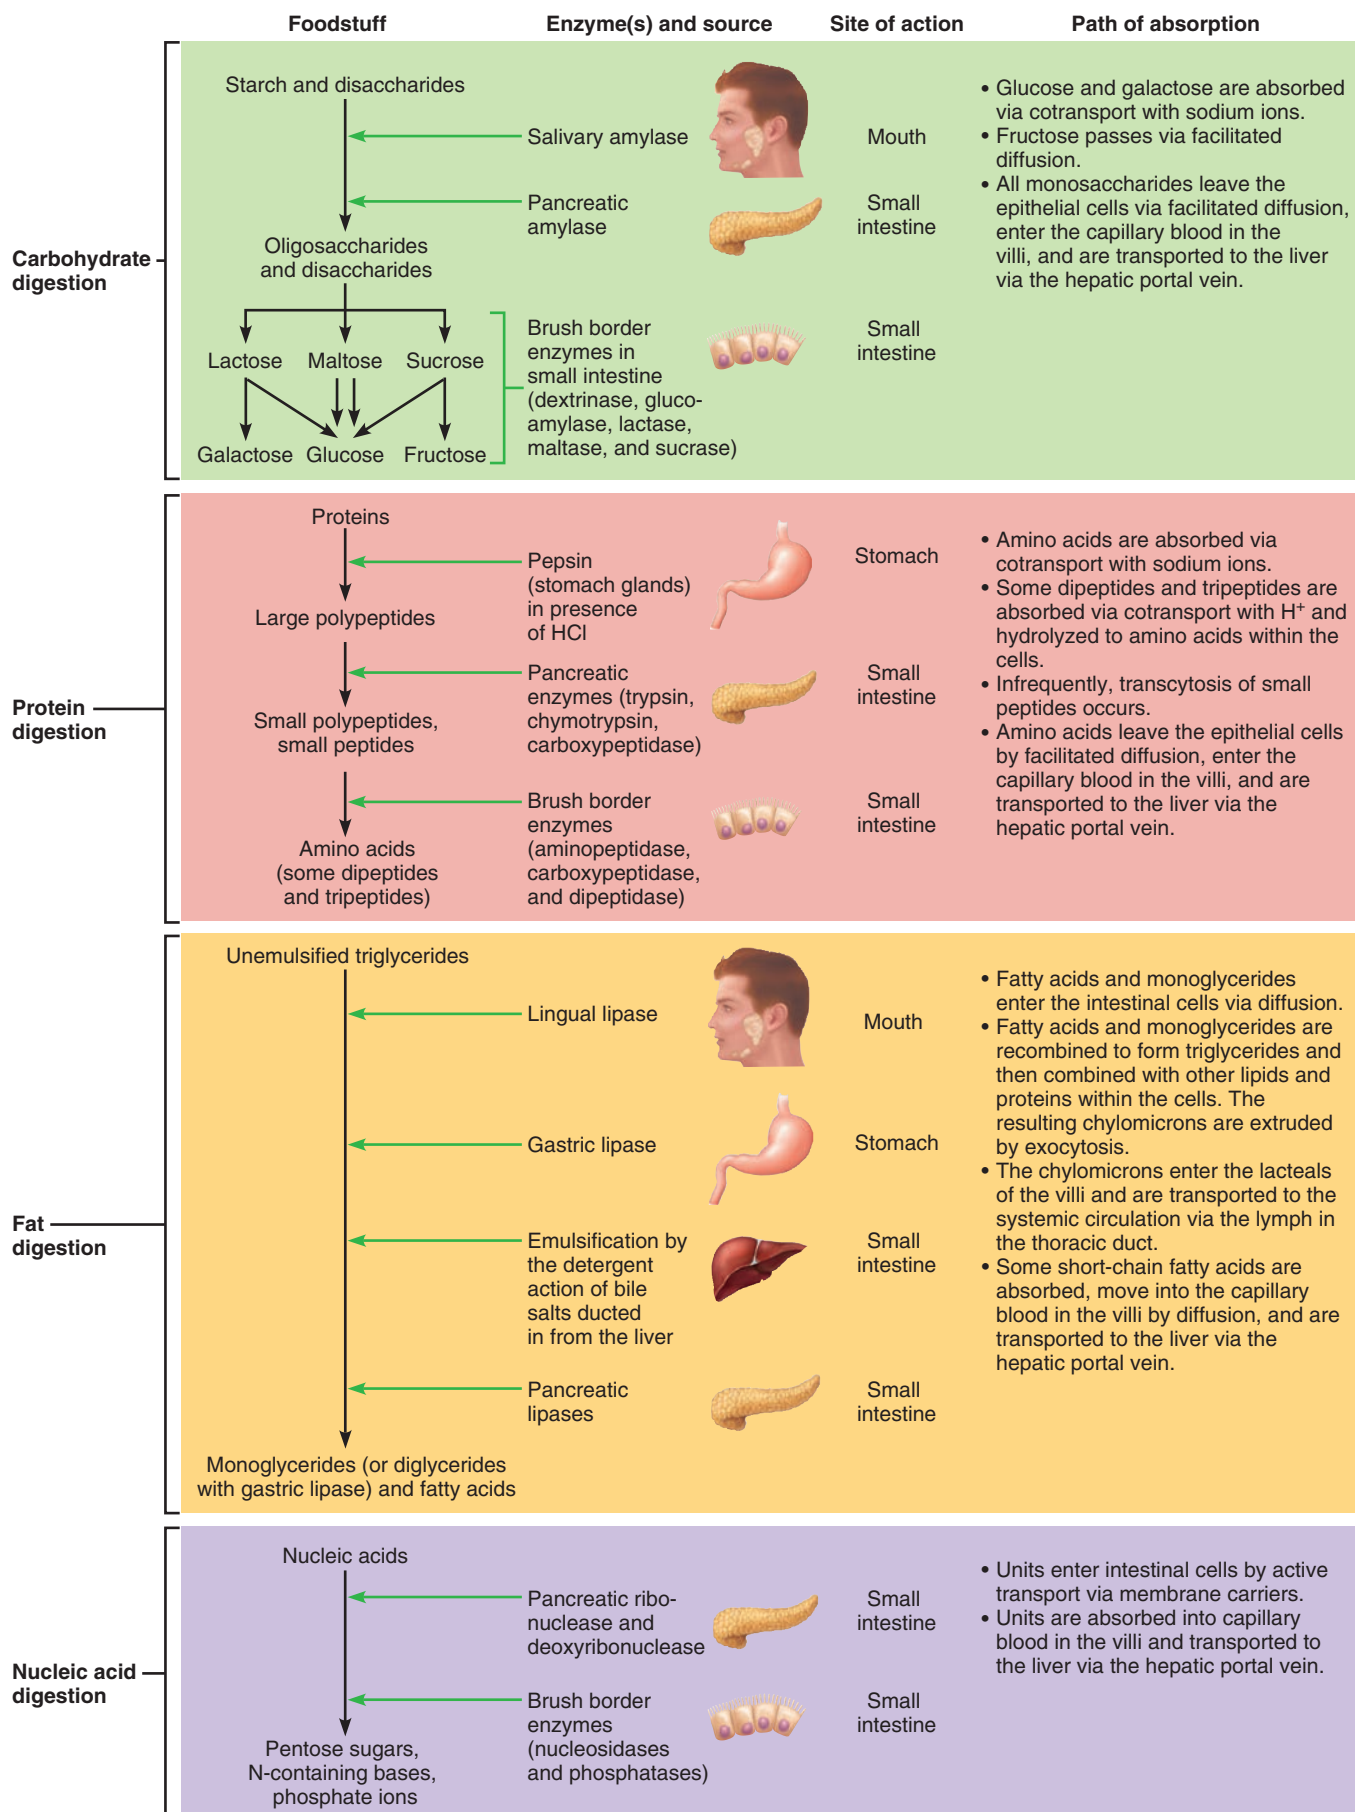 Foodstuff
Enzyme(s) and source
Site of action
Path of absorption
Carbohydrate
digestion
Starch and disaccharides
Oligosaccharides
and disaccharides
Lactose
Maltose
Sucrose
Galactose
Glucose
Fructose
Salivary amylase
Mouth
Pancreatic
amylase
Small
intestine
Brush border
enzymes in
small intestine
(dextrinase, gluco-
amylase, lactase,
maltase, and sucrase)
Small
intestine
• Glucose and galactose are absorbed
via cotransport with sodium ions.
• Fructose passes via facilitated
diffusion.
• All monosaccharides leave the
epithelial cells via facilitated diffusion,
enter the capillary blood in the
villi, and are transported to the liver
via the hepatic portal vein.
Protein
digestion
Proteins
Large polypeptides
Small polypeptides,
small peptides
Amino acids
(some dipeptides
and tripeptides)
Pepsin
(stomach glands)
in presence
of HCl
Stomach
Pancreatic
enzymes (trypsin,
chymotrypsin,
carboxypeptidase)
Small
intestine
Brush border
enzymes
(aminopeptidase,
carboxypeptidase,
and dipeptidase)
Small
intestine
• Amino acids are absorbed via
cotransport with sodium ions.
• Some dipeptides and tripeptides are
absorbed via cotransport with H⁺ and
hydrolyzed to amino acids within the
cells.
• Infrequently, transcytosis of small
peptides occurs.
• Amino acids leave the epithelial cells
by facilitated diffusion, enter the
capillary blood in the villi, and are
transported to the liver via the
hepatic portal vein.
Fat
digestion
Unemulsified triglycerides
Monoglycerides (or diglycerides
with gastric lipase) and fatty acids
Lingual lipase
Mouth
Gastric lipase
Stomach
Emulsification by
the detergent
action of bile
salts ducted
in from the liver
Small
intestine
Pancreatic
lipases
Small
intestine
• Fatty acids and monoglycerides
enter the intestinal cells via diffusion.
• Fatty acids and monoglycerides are
recombined to form triglycerides and
then combined with other lipids and
proteins within the cells. The
resulting chylomicrons are extruded
by exocytosis.
• The chylomicrons enter the lacteals
of the villi and are transported to the
systemic circulation via the lymph in
the thoracic duct.
• Some short-chain fatty acids are
absorbed, move into the capillary
blood in the villi by diffusion, and are
transported to the liver via the
hepatic portal vein.
Nucleic acid
digestion
Nucleic acids
Pentose sugars,
N-containing bases,
phosphate ions
Pancreatic ribo-
nuclease and
deoxyribonuclease
Small
intestine
Brush border
enzymes
(nucleosidases
and phosphatases)
Small
intestine
• Units enter intestinal cells by active
transport via membrane carriers.
• Units are absorbed into capillary
blood in the villi and transported to
the liver via the hepatic portal vein.